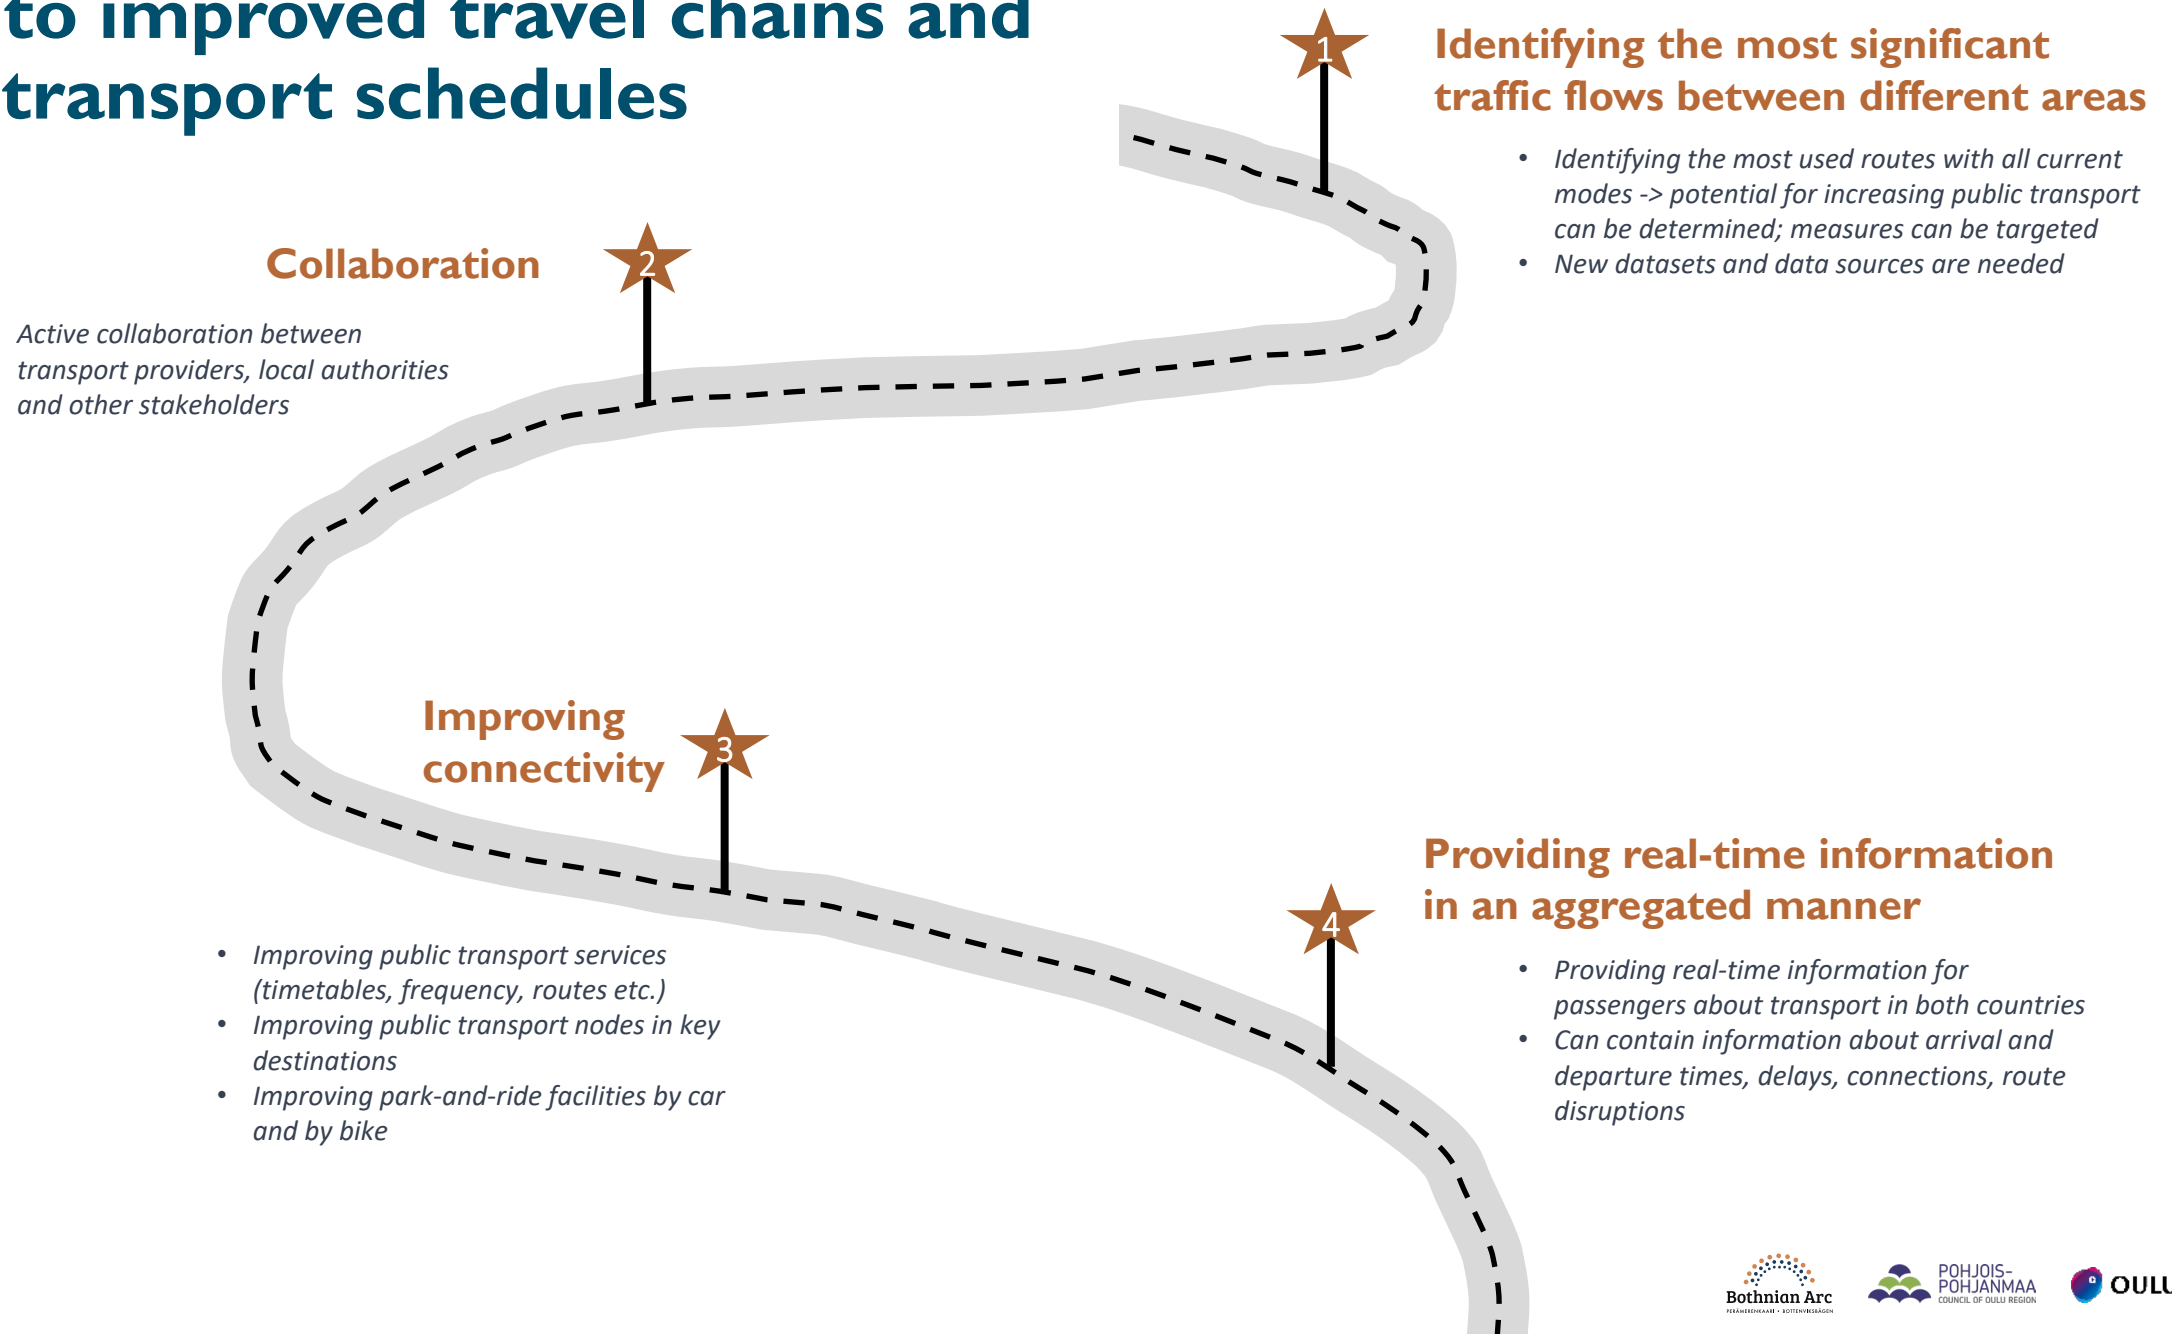 to improved travel chains and
transport schedules
1
Identifying the most significant
traffic flows between different areas
• Identifying the most used routes with all current
modes -> potential for increasing public transport
can be determined; measures can be targeted
• New datasets and data sources are needed
2
Collaboration
Active collaboration between
transport providers, local authorities
and other stakeholders
3
Improving
connectivity
• Improving public transport services
(timetables, frequency, routes etc.)
• Improving public transport nodes in key
destinations
• Improving park-and-ride facilities by car
and by bike
4
Providing real-time information
in an aggregated manner
• Providing real-time information for
passengers about transport in both countries
• Can contain information about arrival and
departure times, delays, connections, route
disruptions
Bothnian Arc
PERÄMERENKAARI • BOTTENVIKSBÅGEN
POHJOIS-
POHJANMAA
COUNCIL OF OULU REGION
OULU